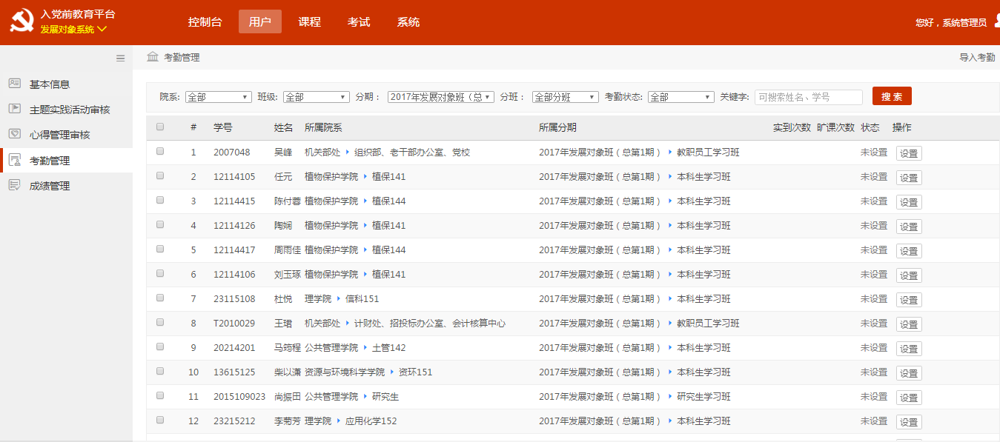 入党前教育平台
发展对象系统
控制台 用户 课程 考试 系统
您好，系统管理员
考勤管理
导入考勤
基本信息
主题实践活动审核
心得管理审核
考勤管理
成绩管理
院系: 全部 班级: 全部 分期： 2017年发展对象班（总 分班： 全部分班 考勤状态: 全部 关键字: 可搜索姓名、学号 搜 索
# 学号 姓名 所属院系 所属分期 实到次数 旷课次数 状态 操作
1 2007048 吴峰 机关部处 组织部、老干部办公室、党校 2017年发展对象班（总第1期） 教职员工学习班 未设置 设置
2 12114105 任元 植物保护学院 植保141 2017年发展对象班（总第1期） 本科生学习班 未设置 设置
3 12114415 陈付蓉 植物保护学院 植保144 2017年发展对象班（总第1期） 本科生学习班 未设置 设置
4 12114126 陶娴 植物保护学院 植保141 2017年发展对象班（总第1期） 本科生学习班 未设置 设置
5 12114417 周雨佳 植物保护学院 植保144 2017年发展对象班（总第1期） 本科生学习班 未设置 设置
6 12114106 刘玉琢 植物保护学院 植保141 2017年发展对象班（总第1期） 本科生学习班 未设置 设置
7 23115108 杜悦 理学院 信科151 2017年发展对象班（总第1期） 本科生学习班 未设置 设置
8 T2010029 王珺 机关部处 计财处、招投标办公室、会计核算中心 2017年发展对象班（总第1期） 教职员工学习班 未设置 设置
9 20214201 马筠程 公共管理学院 土管142 2017年发展对象班（总第1期） 本科生学习班 未设置 设置
10 13615125 柴以潇 资源与环境科学学院 资环151 2017年发展对象班（总第1期） 本科生学习班 未设置 设置
11 2015109023 尚振田 公共管理学院 研究生 2017年发展对象班（总第1期） 研究生学习班 未设置 设置
12 23215212 李菊芳 理学院 应用化学152 2017年发展对象班（总第1期） 本科生学习班 未设置 设置